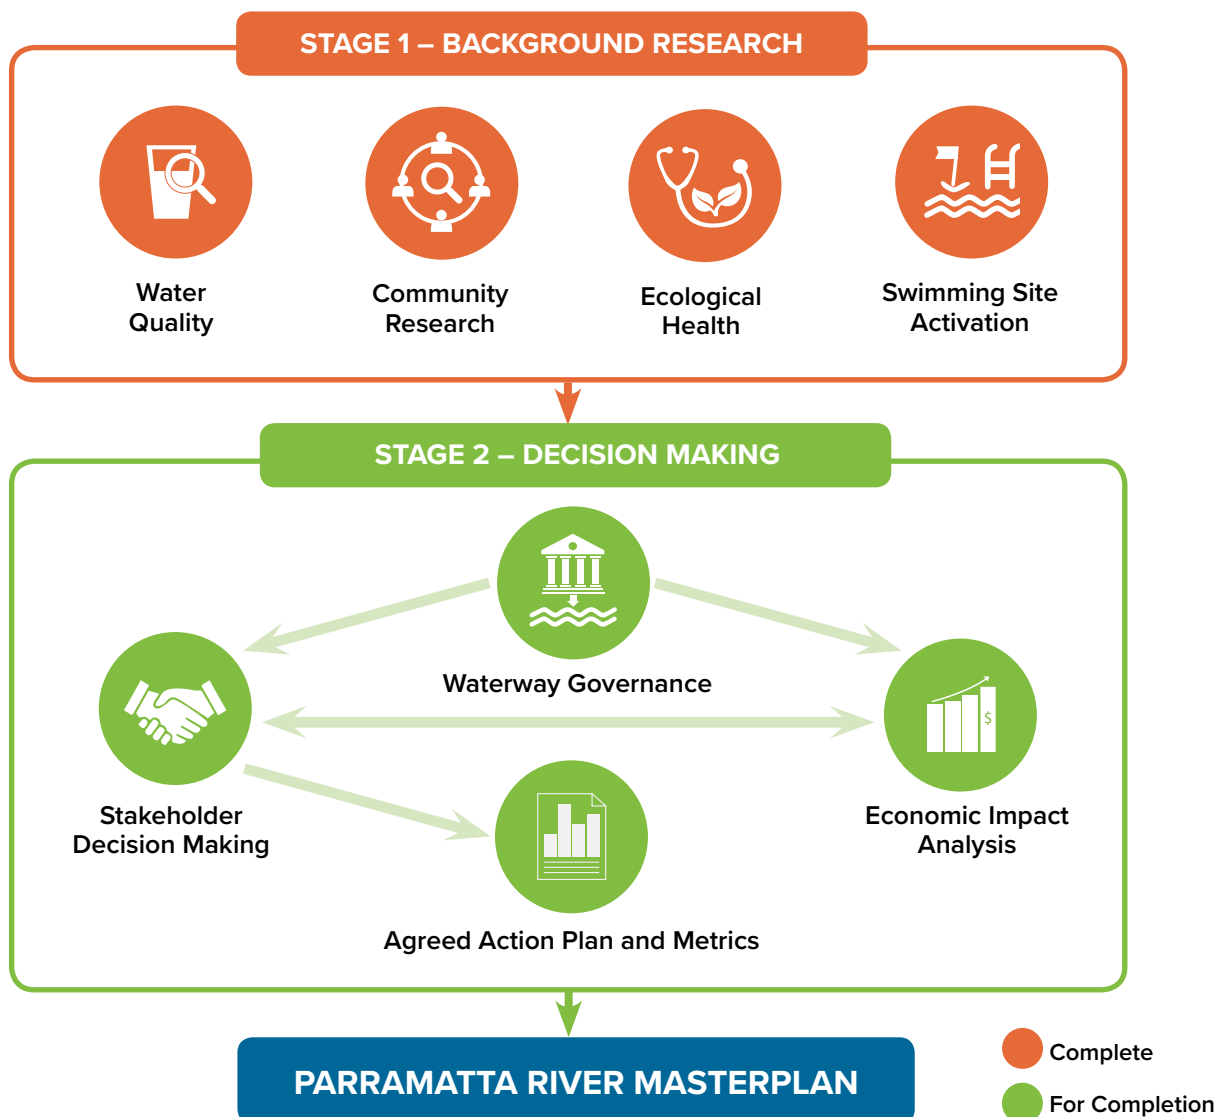 STAGE 1 – BACKGROUND RESEARCH
Water
Quality
Community
Research
Ecological
Health
Swimming Site
Activation
STAGE 2 – DECISION MAKING
Waterway Governance
$
Stakeholder
Decision Making
Economic Impact
Analysis
Agreed Action Plan and Metrics
PARRAMATTA RIVER MASTERPLAN
Complete
For Completion